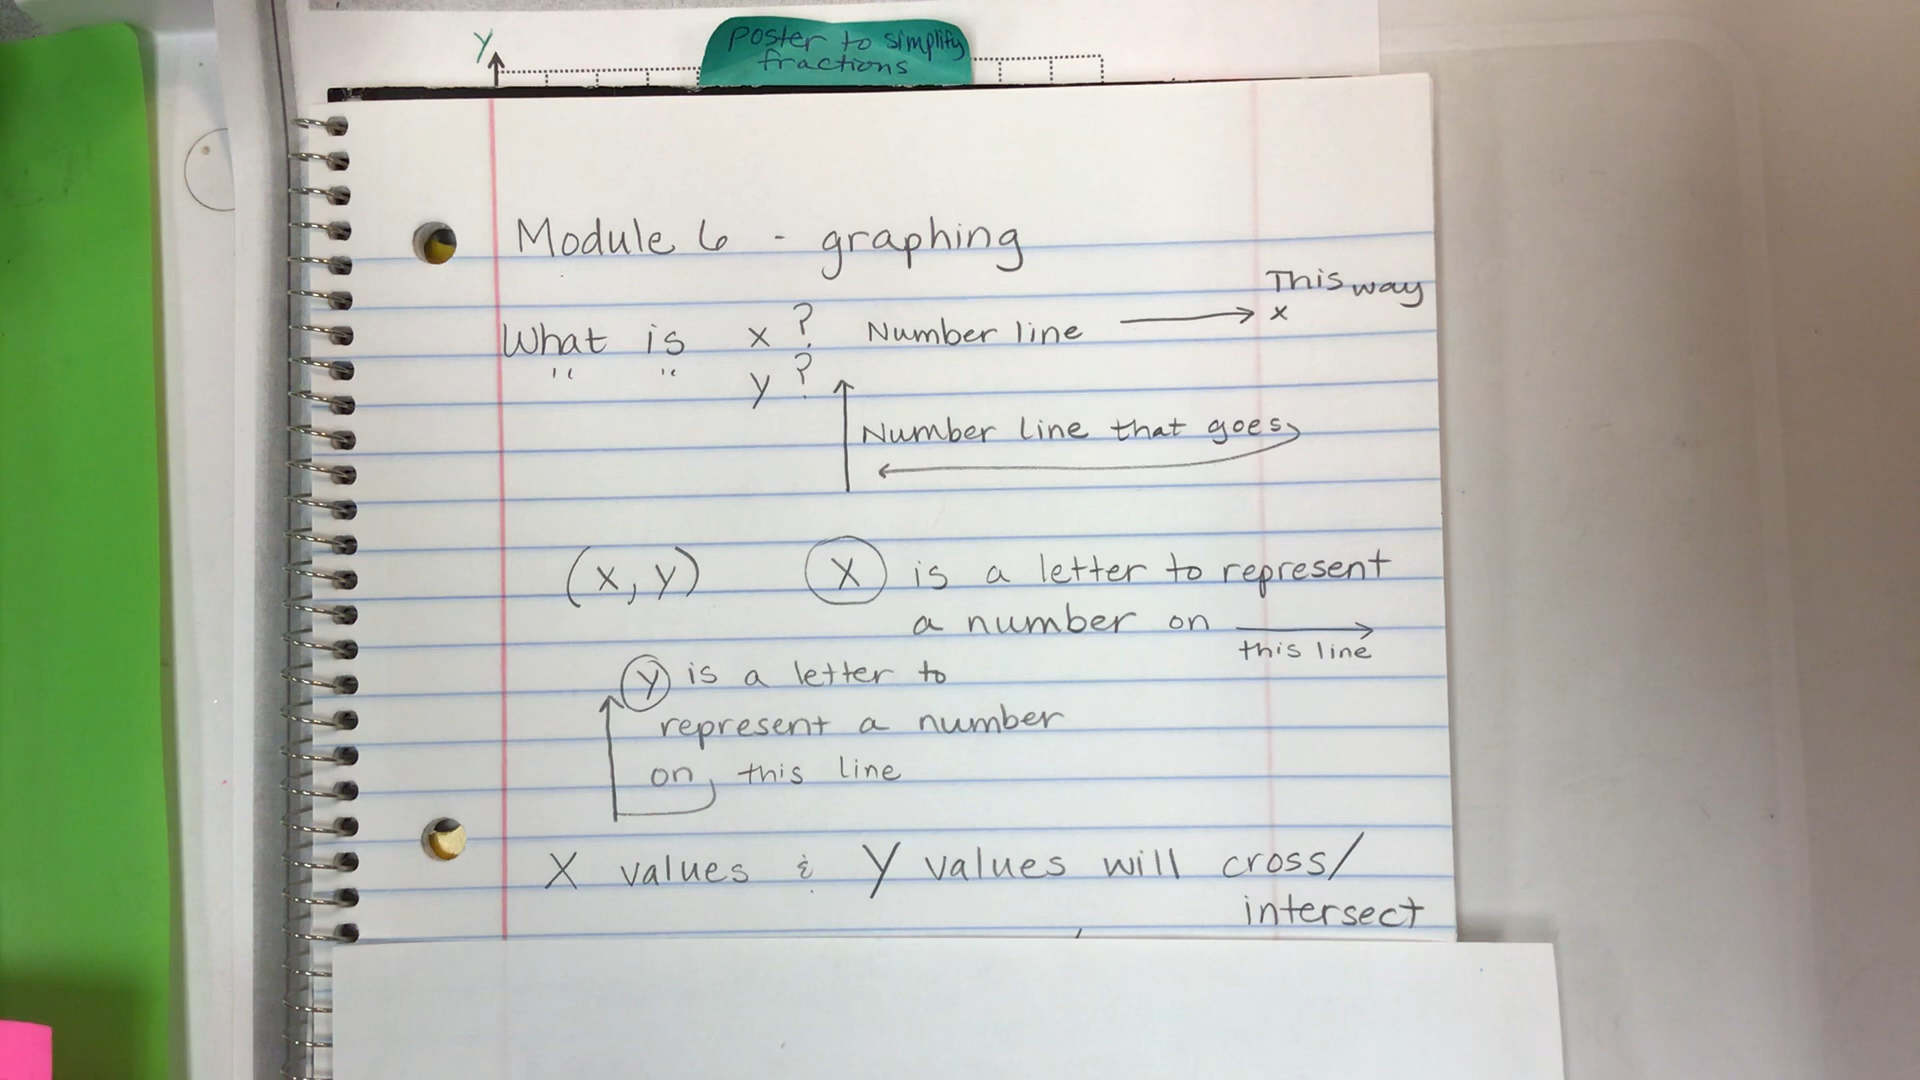 Y
Poster to simplify
fractions
Module 6 - graphing
This way
What is x? Number line x
" " y?
Number line that goes
(x, y) X is a letter to represent
a number on
this line
y is a letter to
represent a number
on this line
X values & Y values will cross/
intersect